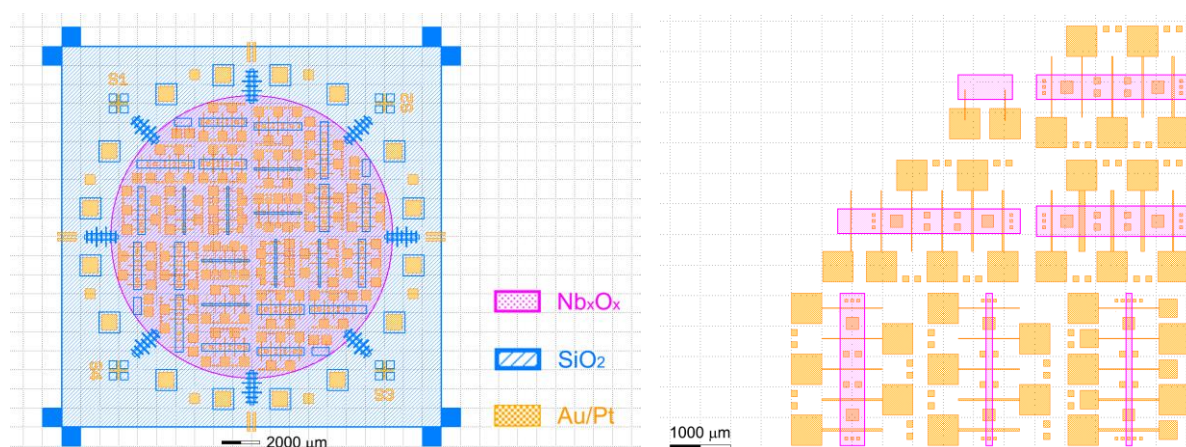 S1
S2
NbₓOₓ
SiO₂
S4
S3
Au/Pt
2000 µm
1000 µm